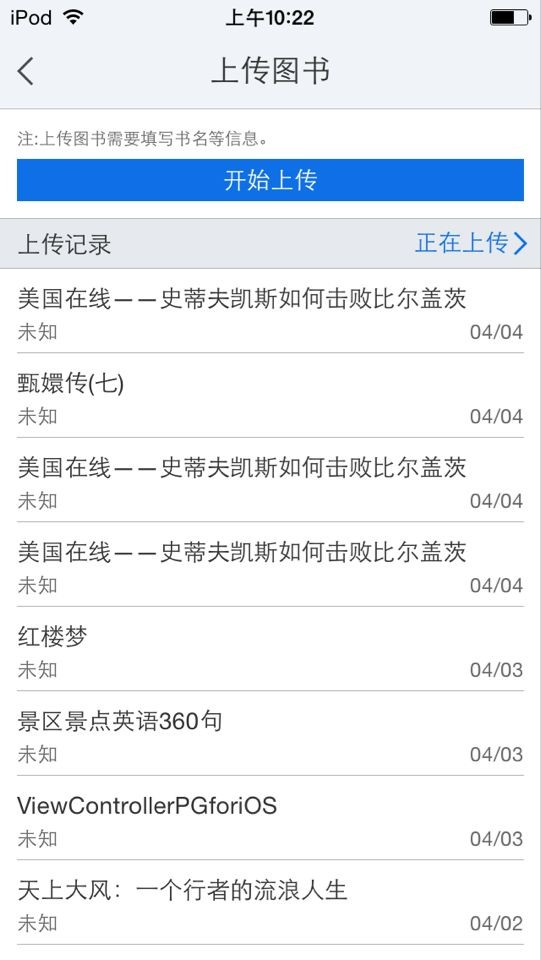 iPod 上午10:22
上传图书
注:上传图书需要填写书名等信息。
开始上传
上传记录 正在上传
美国在线——史蒂夫凯斯如何击败比尔盖茨
未知 04/04
甄嬛传(七)
未知 04/04
美国在线——史蒂夫凯斯如何击败比尔盖茨
未知 04/04
美国在线——史蒂夫凯斯如何击败比尔盖茨
未知 04/04
红楼梦
未知 04/03
景区景点英语360句
未知 04/03
ViewControllerPGforiOS
未知 04/03
天上大风：一个行者的流浪人生
未知 04/02